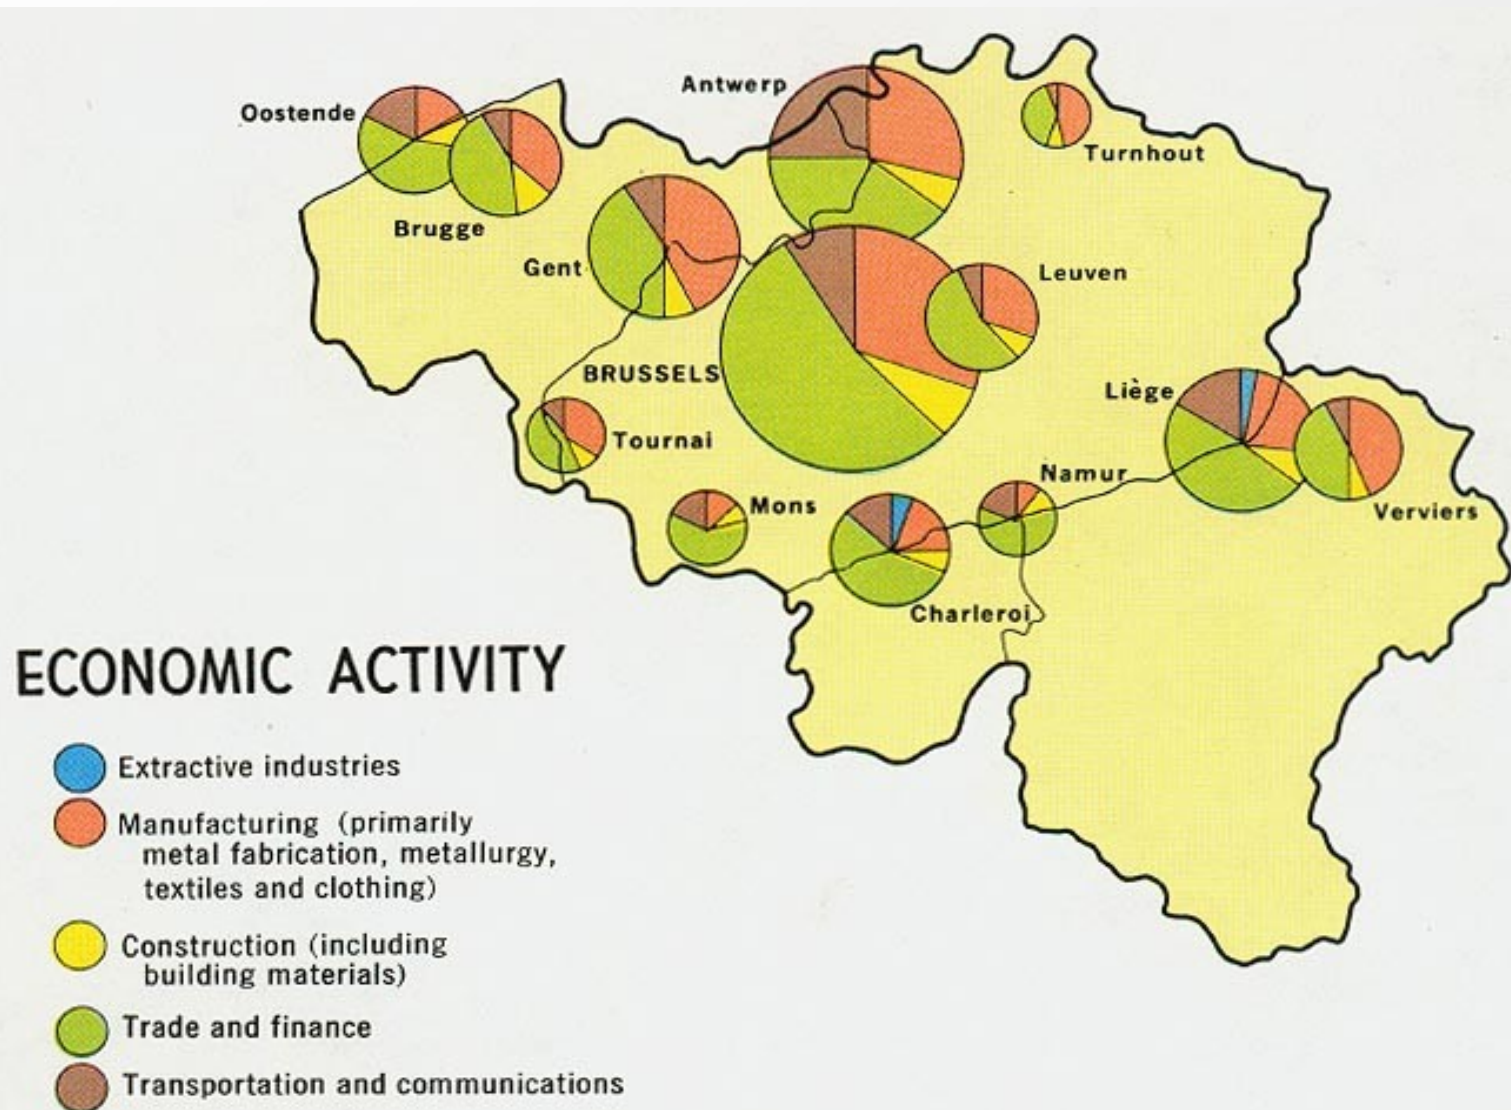 Antwerp
Oostende
Turnhout
Brugge
Gent
Leuven
BRUSSELS
Liège
Tournai
Namur
Mons
Verviers
Charleroi
ECONOMIC ACTIVITY
Extractive industries
Manufacturing (primarily
metal fabrication, metallurgy,
textiles and clothing)
Construction (including
building materials)
Trade and finance
Transportation and communications